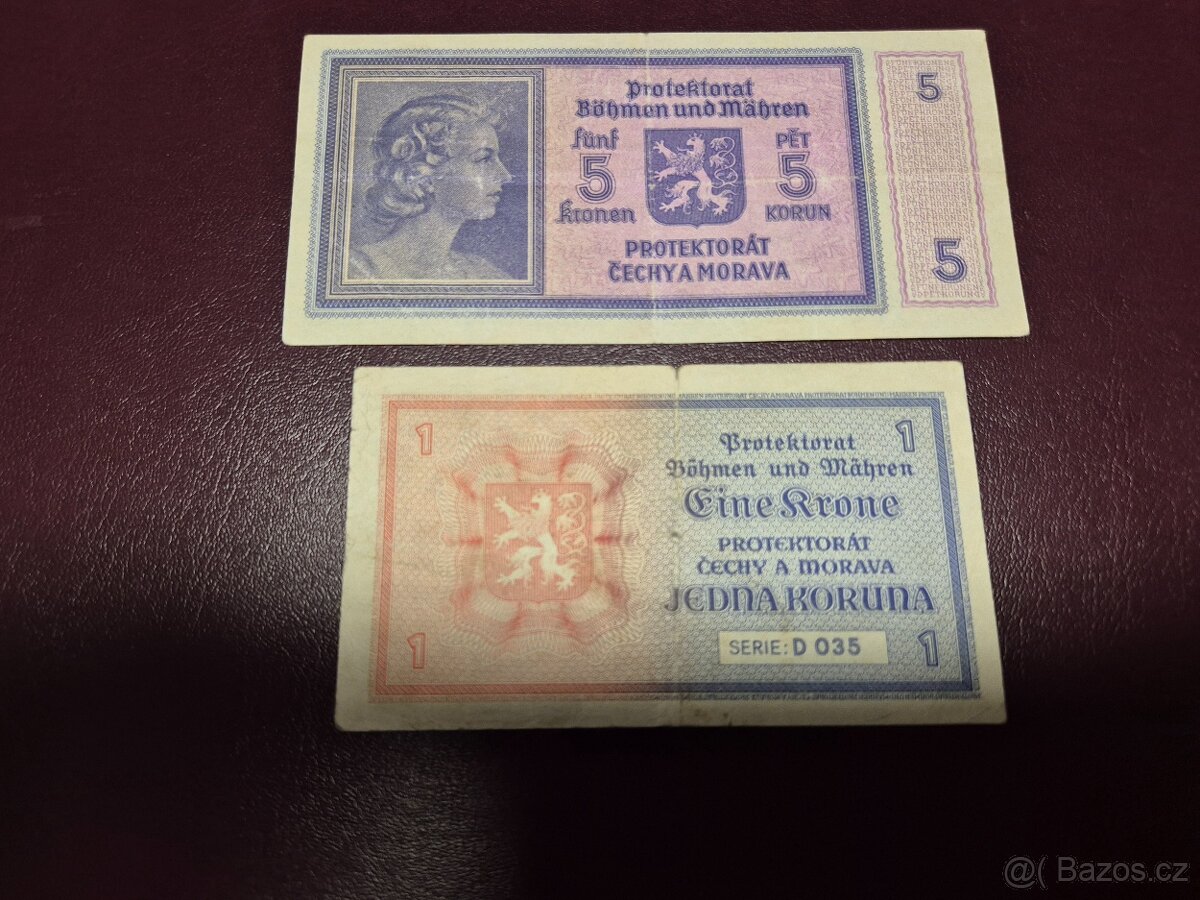 Protektorat
Böhmen und Mähren
fünf PĚT
5 5
Kronen KORUN
PROTEKTORÁT
ČECHY A MORAVA
5
5
1 1
Protektorat
Böhmen und Mähren
Eine Krone
PROTEKTORÁT
ČECHY A MORAVA
JEDNA KORUNA
SERIE: D 035
1 1
@( Bazos.cz